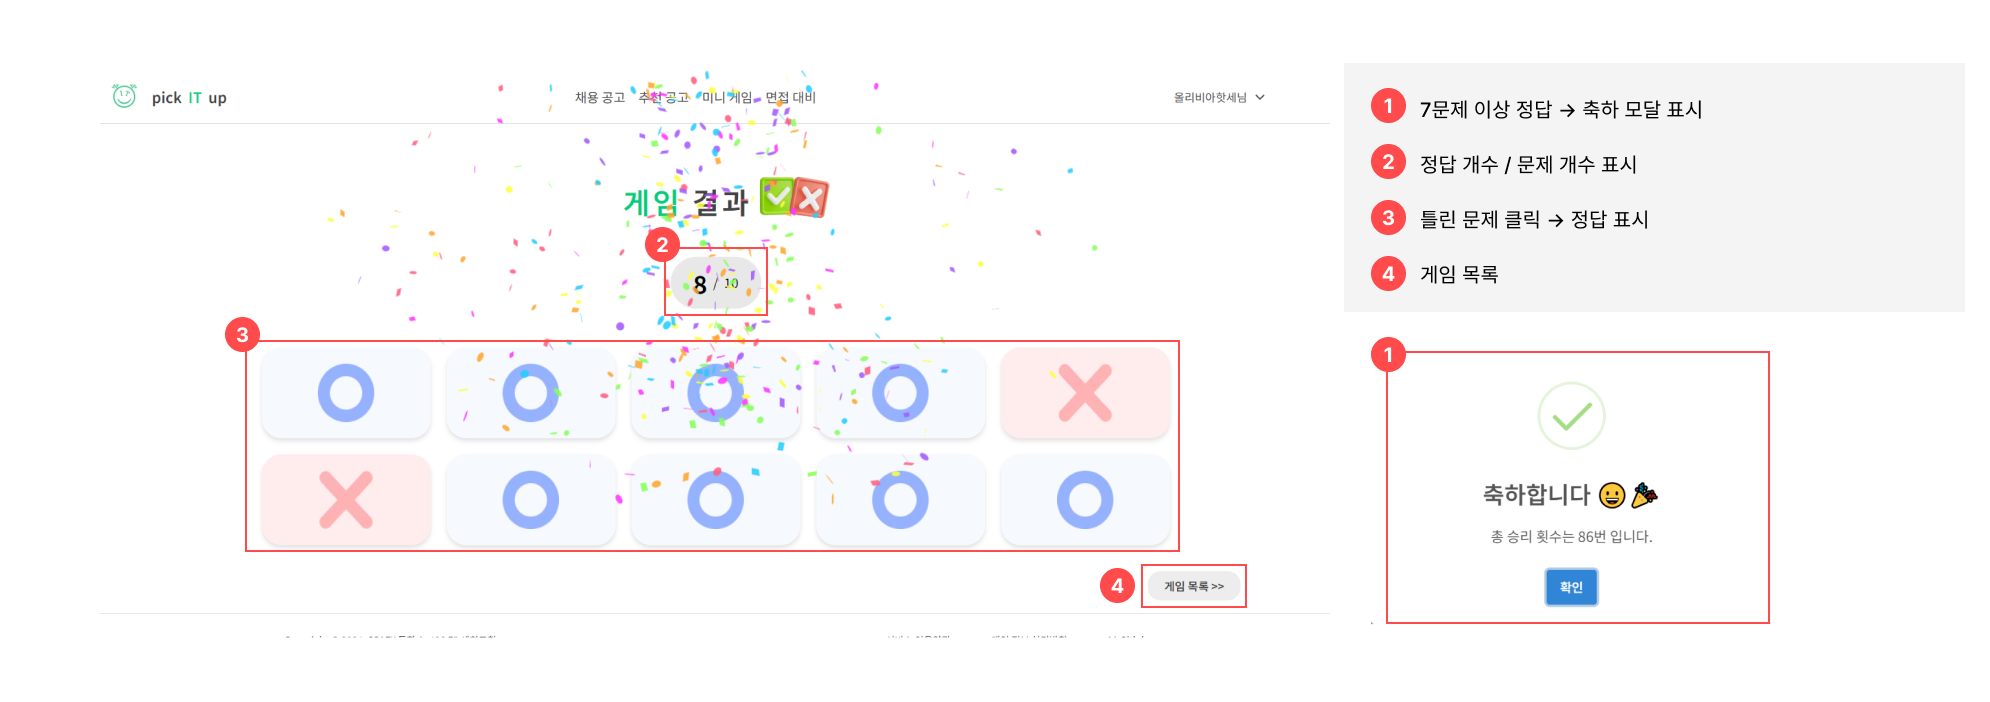 pick IT up
채용 공고 추천 공고 미니 게임 면접 대비
올리비아핫세님
게임 결과
2
8 / 10
3
4
게임 목록 >>
1 7문제 이상 정답 → 축하 모달 표시
2 정답 개수 / 문제 개수 표시
3 틀린 문제 클릭 → 정답 표시
4 게임 목록
1
축하합니다
총 승리 횟수는 86번 입니다.
확인